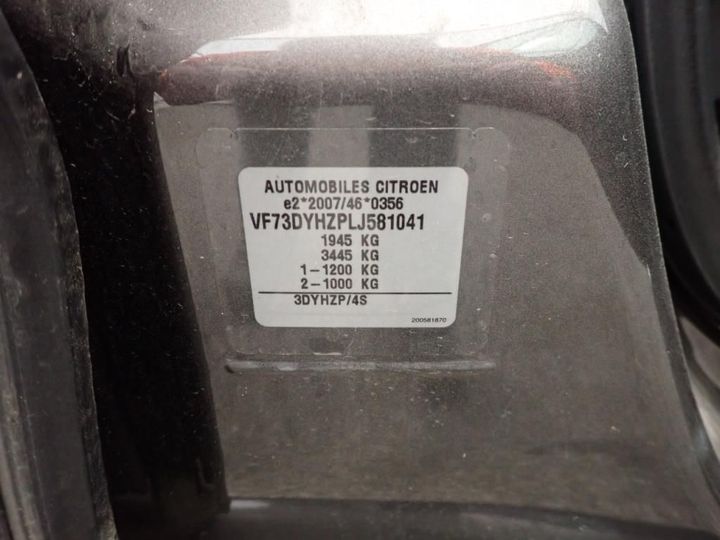 AUTOMOBILES CITROEN
e2*2007/46*0356
VF73DYHZPLJ581041
1945 KG
3445 KG
1-1200 KG
2-1000 KG
3DYHZP/4S
200581870